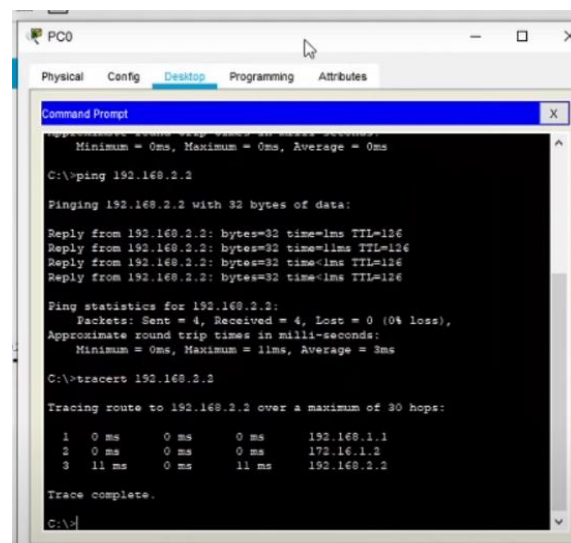 PC0
Physical Config Desktop Programming Attributes
Command Prompt
X
Approximate round trip times in milli-seconds:
Minimum = 0ms, Maximum = 0ms, Average = 0ms
C:\>ping 192.168.2.2
Pinging 192.168.2.2 with 32 bytes of data:
Reply from 192.168.2.2: bytes=32 time=1ms TTL=126
Reply from 192.168.2.2: bytes=32 time=11ms TTL=126
Reply from 192.168.2.2: bytes=32 time<1ms TTL=126
Reply from 192.168.2.2: bytes=32 time<1ms TTL=126
Ping statistics for 192.168.2.2:
Packets: Sent = 4, Received = 4, Lost = 0 (0% loss),
Approximate round trip times in milli-seconds:
Minimum = 0ms, Maximum = 11ms, Average = 3ms
C:\>tracert 192.168.2.2
Tracing route to 192.168.2.2 over a maximum of 30 hops:
1 0 ms 0 ms 0 ms 192.168.1.1
2 0 ms 0 ms 0 ms 172.16.1.2
3 11 ms 0 ms 11 ms 192.168.2.2
Trace complete.
C:\>